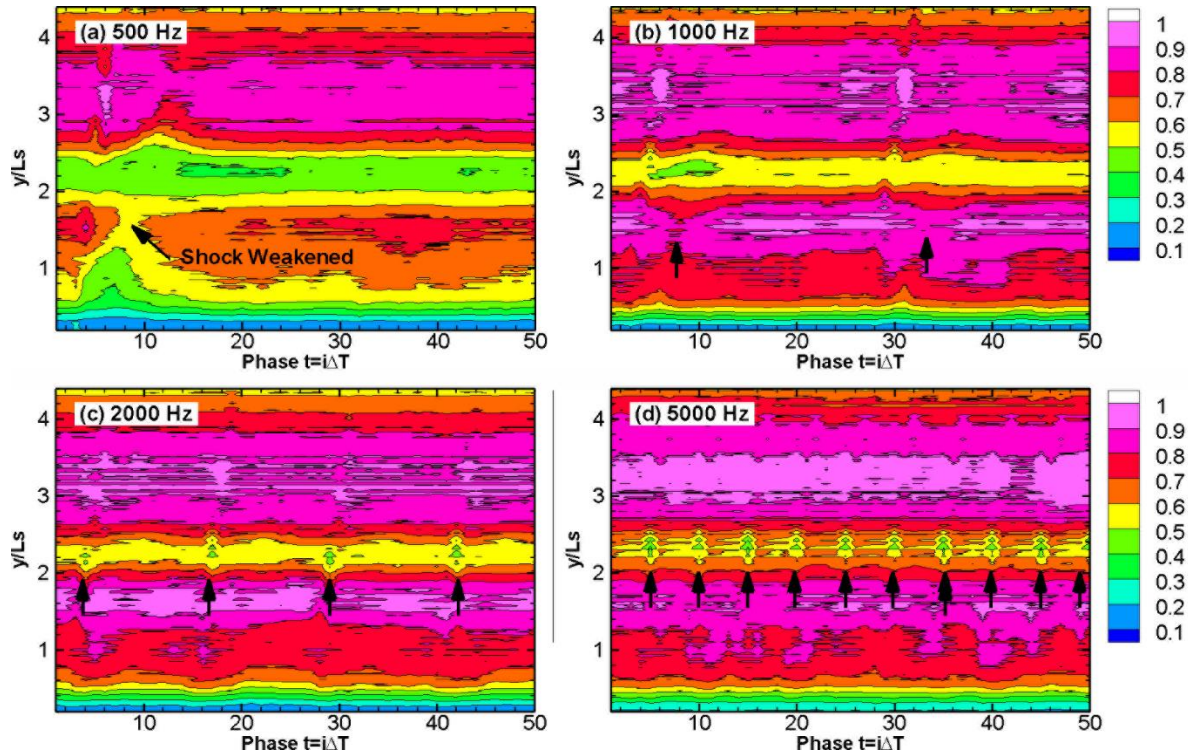 (a) 500 Hz
Shock Weakened
y/Ls
4
3
2
1
10 20 30 40 50
Phase t=iΔT
(b) 1000 Hz
y/Ls
4
3
2
1
10 20 30 40 50
Phase t=iΔT
1
0.9
0.8
0.7
0.6
0.5
0.4
0.3
0.2
0.1
(c) 2000 Hz
y/Ls
4
3
2
1
10 20 30 40 50
Phase t=iΔT
(d) 5000 Hz
y/Ls
4
3
2
1
10 20 30 40 50
Phase t=iΔT
1
0.9
0.8
0.7
0.6
0.5
0.4
0.3
0.2
0.1